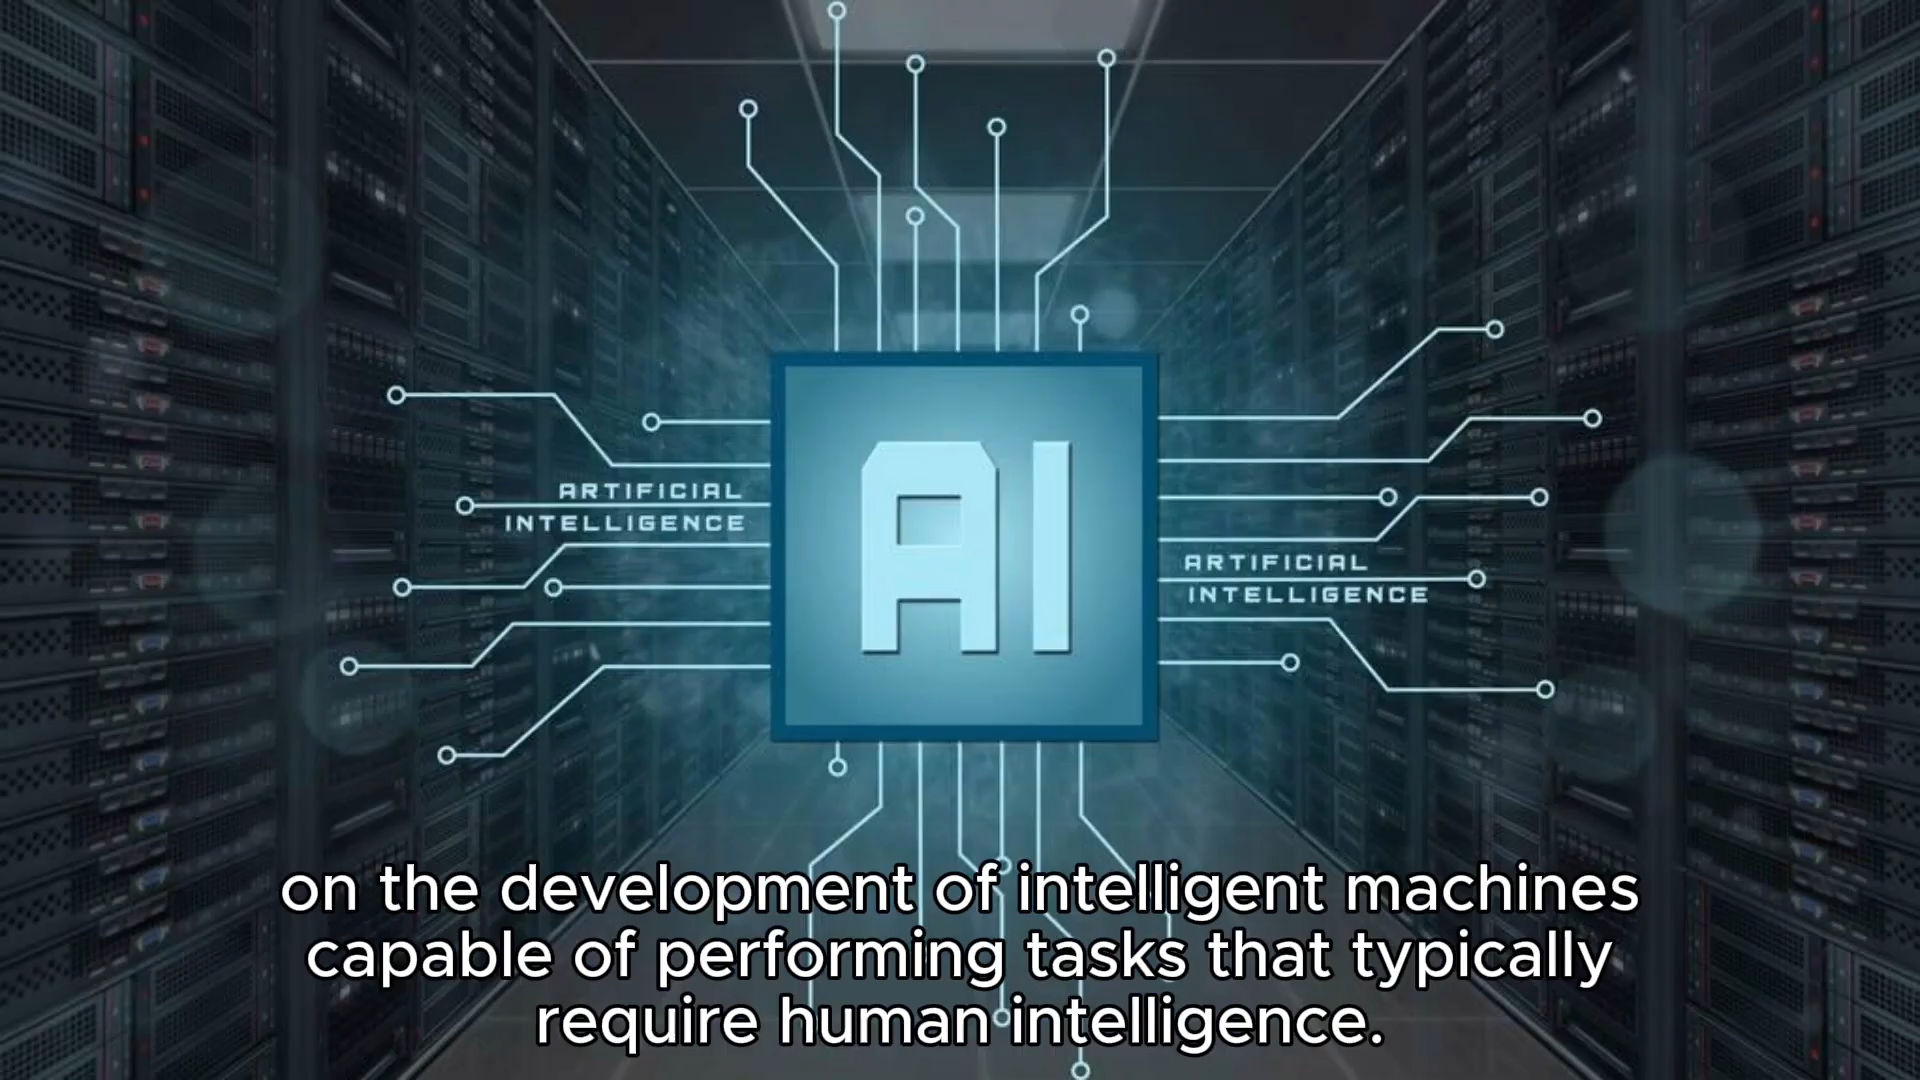 AI
ARTIFICIAL
INTELLIGENCE
ARTIFICIAL
INTELLIGENCE
on the development of intelligent machines
capable of performing tasks that typically
require human intelligence.